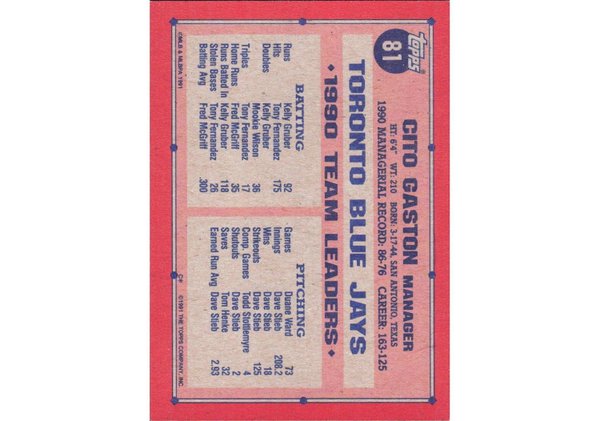 TOPPS
81
CITO GASTON MANAGER
HT: 6'4" WT: 210 BORN: 3-17-44, SAN ANTONIO, TEXAS
1990 MANAGERIAL RECORD: 86-76 CAREER: 163-125
TORONTO BLUE JAYS
• 1990 TEAM LEADERS •
BATTING
Runs Kelly Gruber 92
Hits Tony Fernandez 175
Doubles Kelly Gruber
Mookie Wilson 36
Triples Tony Fernandez 17
Home Runs Fred McGriff 35
Runs Batted In Kelly Gruber 118
Stolen Bases Tony Fernandez 26
Batting Avg Fred McGriff .300
PITCHING
Games Duane Ward 73
Innings Dave Stieb 208.2
Wins Dave Stieb 18
Strikeouts Dave Stieb 125
Comp. Games Todd Stottlemyre 4
Shutouts Dave Stieb 2
Saves Tom Henke 32
Earned Run Avg Dave Stieb 2.93
©MLB & MLBPA 1991
C# ©1991 THE TOPPS COMPANY, INC.